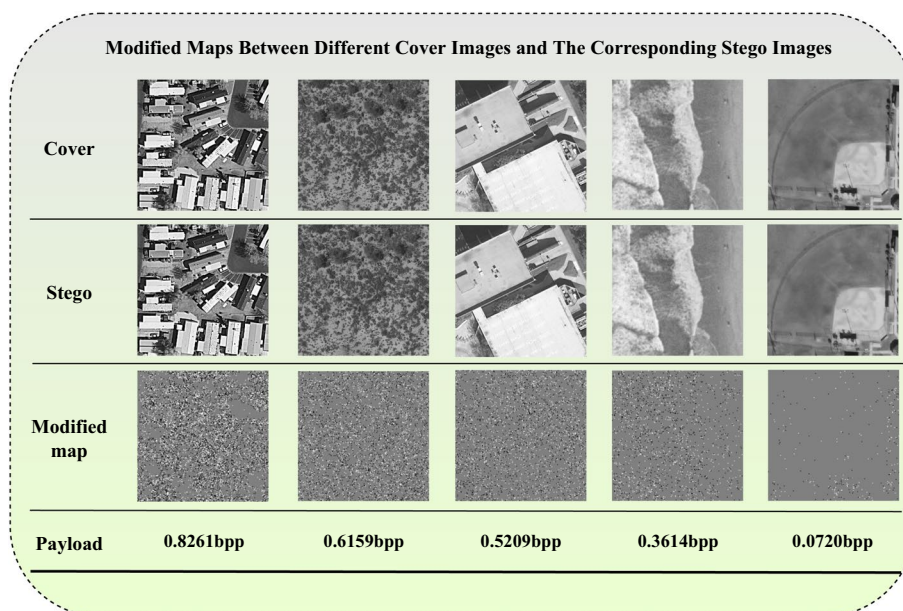 Modified Maps Between Different Cover Images and The Corresponding Stego Images
Cover
Stego
Modified
map
Payload 0.8261bpp 0.6159bpp 0.5209bpp 0.3614bpp 0.0720bpp